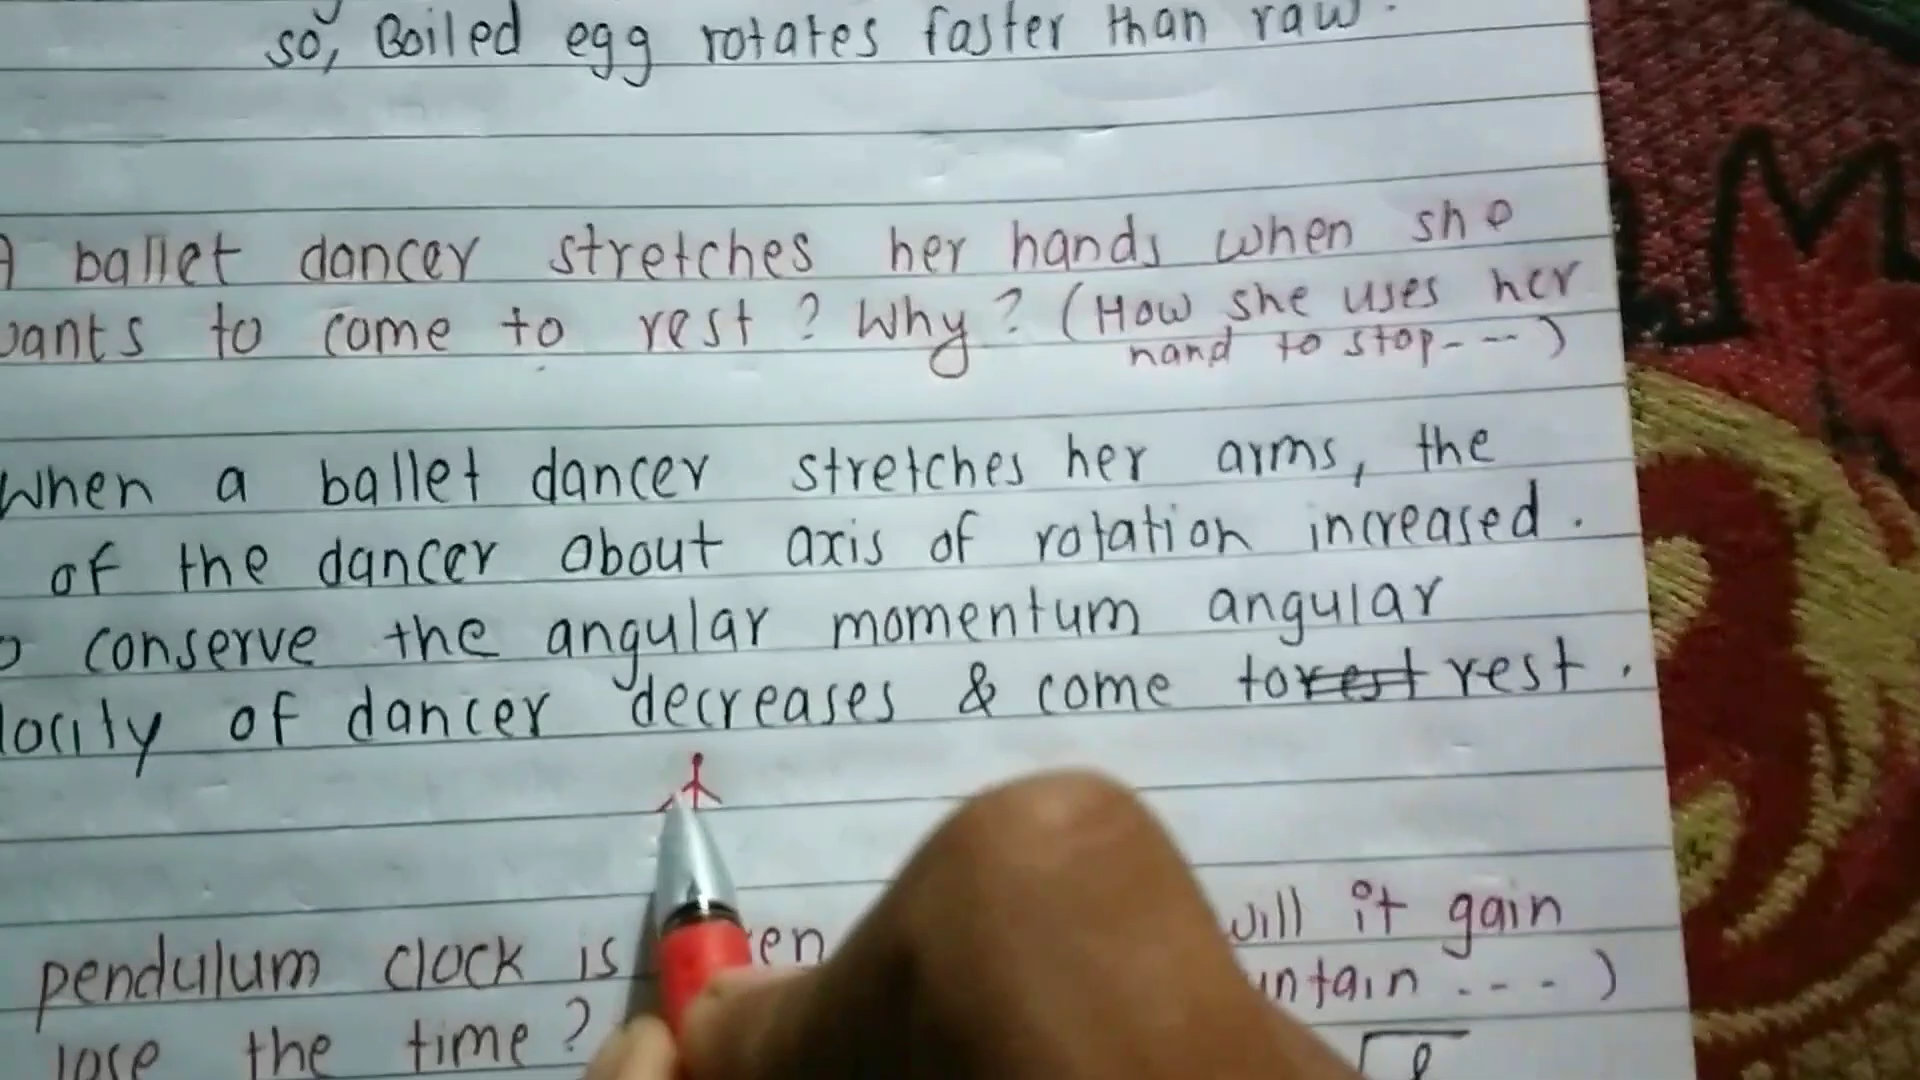 so, Boiled egg rotates faster than raw.
A ballet dancer stretches her hands when she
wants to come to rest ? Why ? (How she uses her
hand to stop- -- )
When a ballet dancer stretches her arms, the
of the dancer about axis of rotation increased.
conserve the angular momentum angular
locity of dancer decreases & come to rest.
pendulum clock is will it gain
lose the time ?